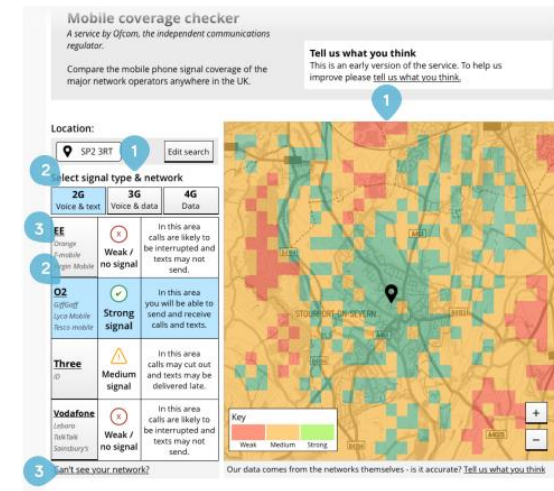 Mobile coverage checker
A service by Ofcom, the independent communications
regulator.
Compare the mobile phone signal coverage of the
major network operators anywhere in the UK.
Tell us what you think
This is an early version of the service. To help us
improve please tell us what you think.
1
Location:
SP2 3RT
1
Edit search
2
Select signal type & network
2G
Voice & text
3G
Voice & data
4G
Data
3
EE
Orange
T-mobile
Virgin Mobile
Weak /
no signal
In this area
calls are likely to
be interrupted and
texts may not
send.
2
O2
GiffGaff
Lyca Mobile
Tesco mobile
Strong
signal
In this area
you will be able to
send and receive
calls and texts.
Three
iD
Medium
signal
In this area
calls may cut out
and texts may be
delivered late.
Vodafone
Lebara
TalkTalk
Sainsbury's
Weak /
no signal
In this area
calls are likely to
be interrupted and
texts may not
send.
3
Can't see your network?
STOURPORT-ON-SEVERN
Key
Weak Medium Strong
+
−
Our data comes from the networks themselves - is it accurate? Tell us what you think